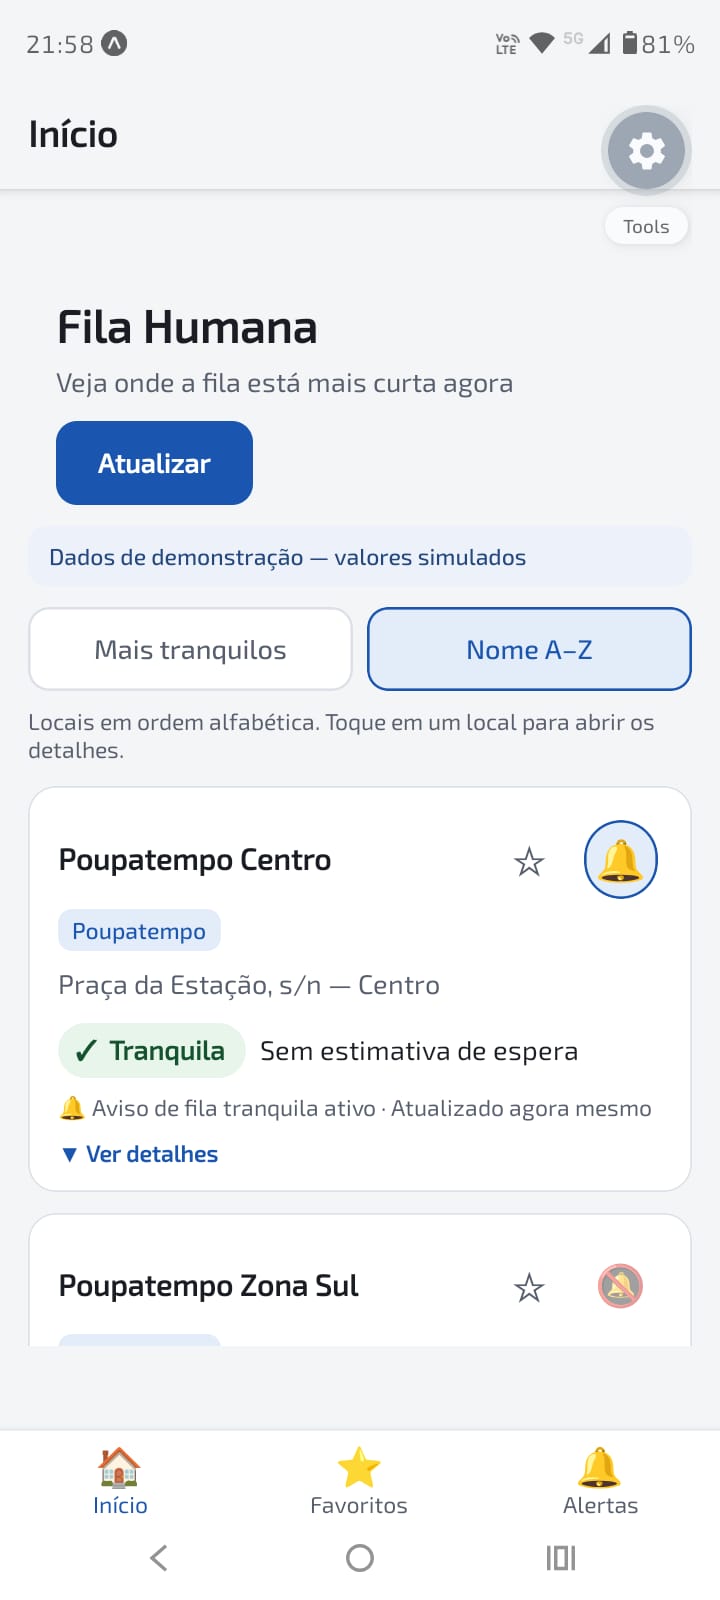 21:58
Vo LTE 5G 81%
Início
Tools
Fila Humana
Veja onde a fila está mais curta agora
Atualizar
Dados de demonstração — valores simulados
Mais tranquilos
Nome A–Z
Locais em ordem alfabética. Toque em um local para abrir os
detalhes.
Poupatempo Centro
Poupatempo
Praça da Estação, s/n — Centro
✓ Tranquila Sem estimativa de espera
🔔 Aviso de fila tranquila ativo · Atualizado agora mesmo
▼ Ver detalhes
Poupatempo Zona Sul
Início
Favoritos
Alertas